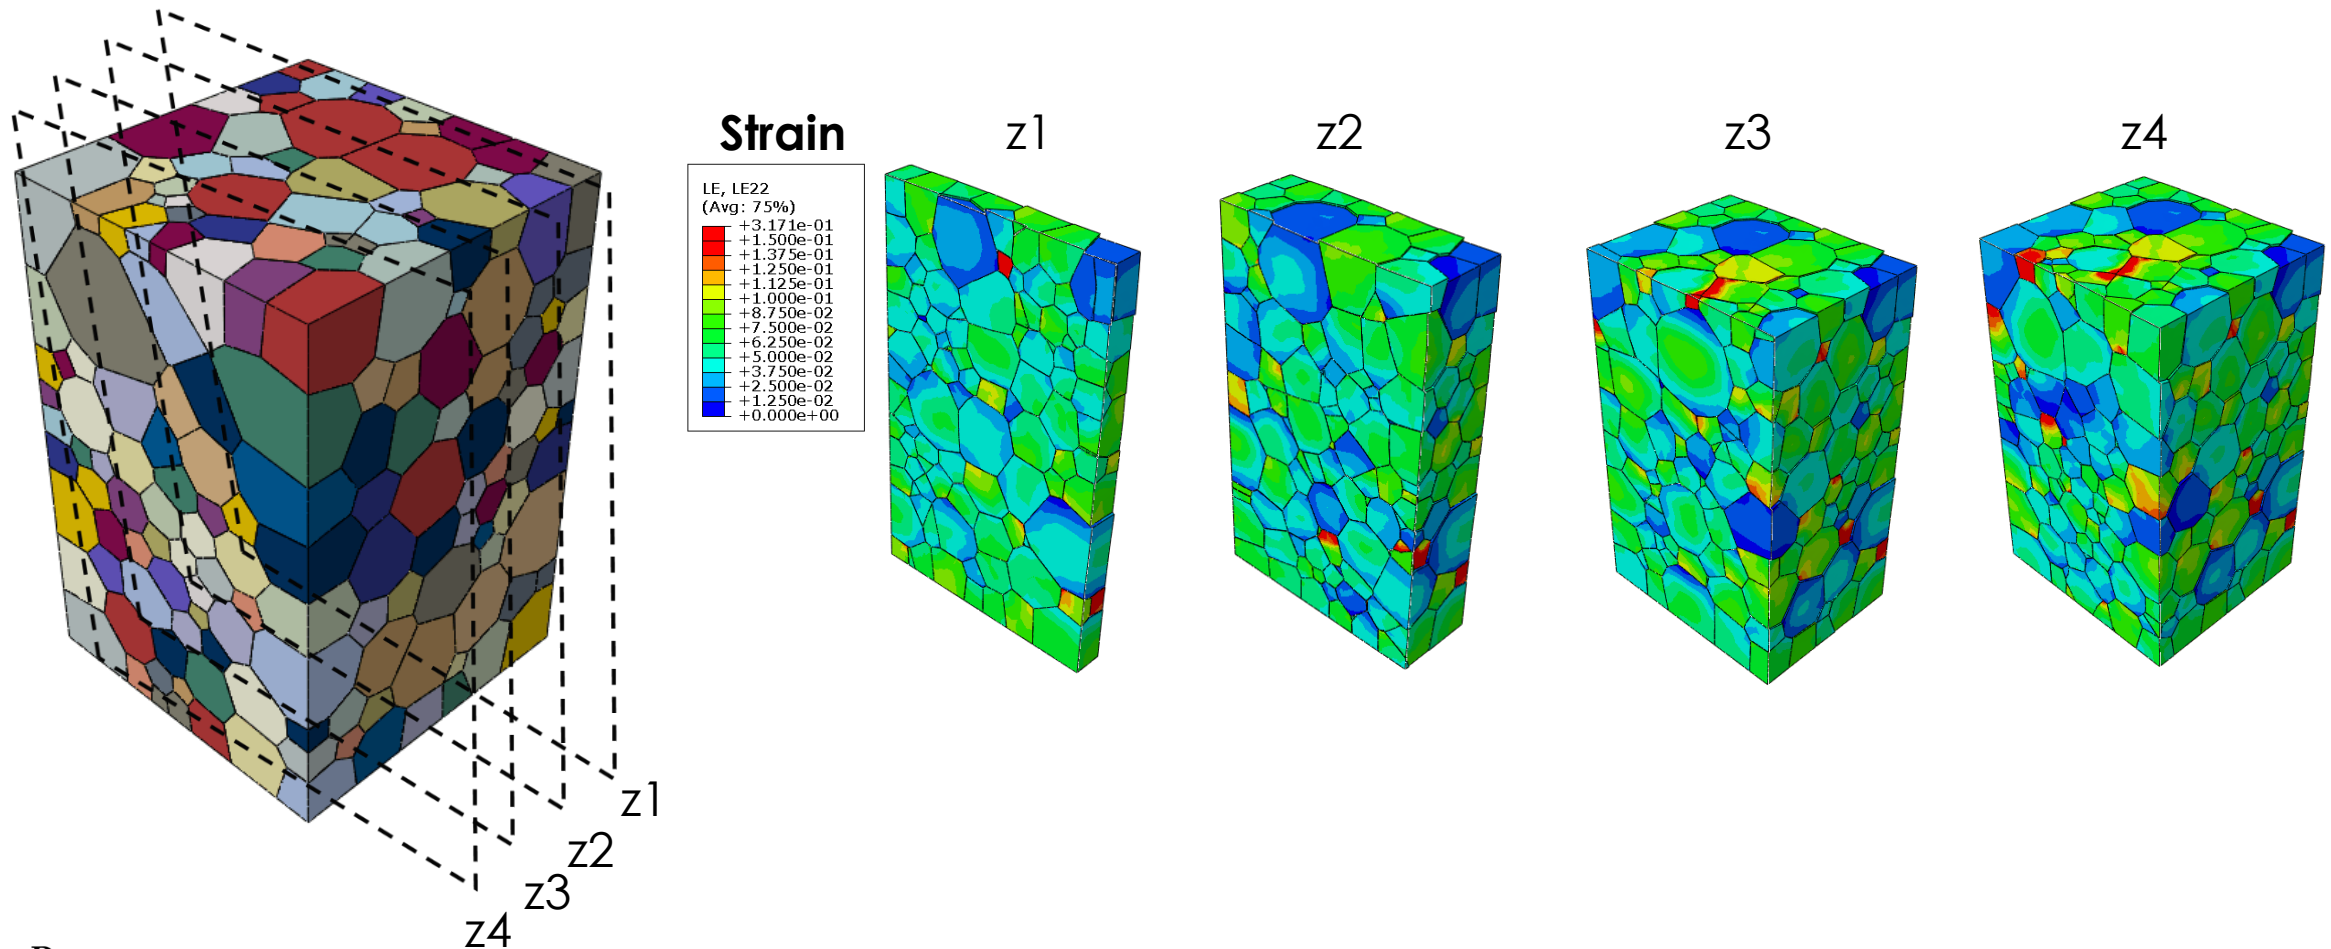 Strain
z1
z2
z3
z4
LE, LE22
(Avg: 75%)
+3.171e-01
+1.500e-01
+1.375e-01
+1.250e-01
+1.125e-01
+1.000e-01
+8.750e-02
+7.500e-02
+6.250e-02
+5.000e-02
+3.750e-02
+2.500e-02
+1.250e-02
+0.000e+00
z1
z2
z3
z4